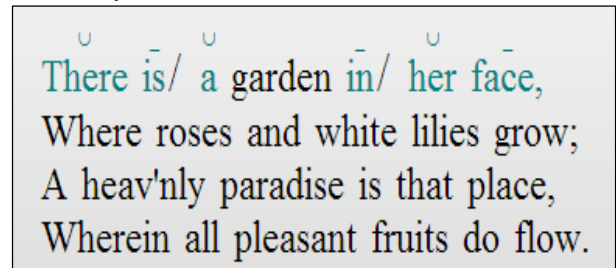 There is/ a garden in/ her face,
Where roses and white lilies grow;
A heav'nly paradise is that place,
Wherein all pleasant fruits do flow.